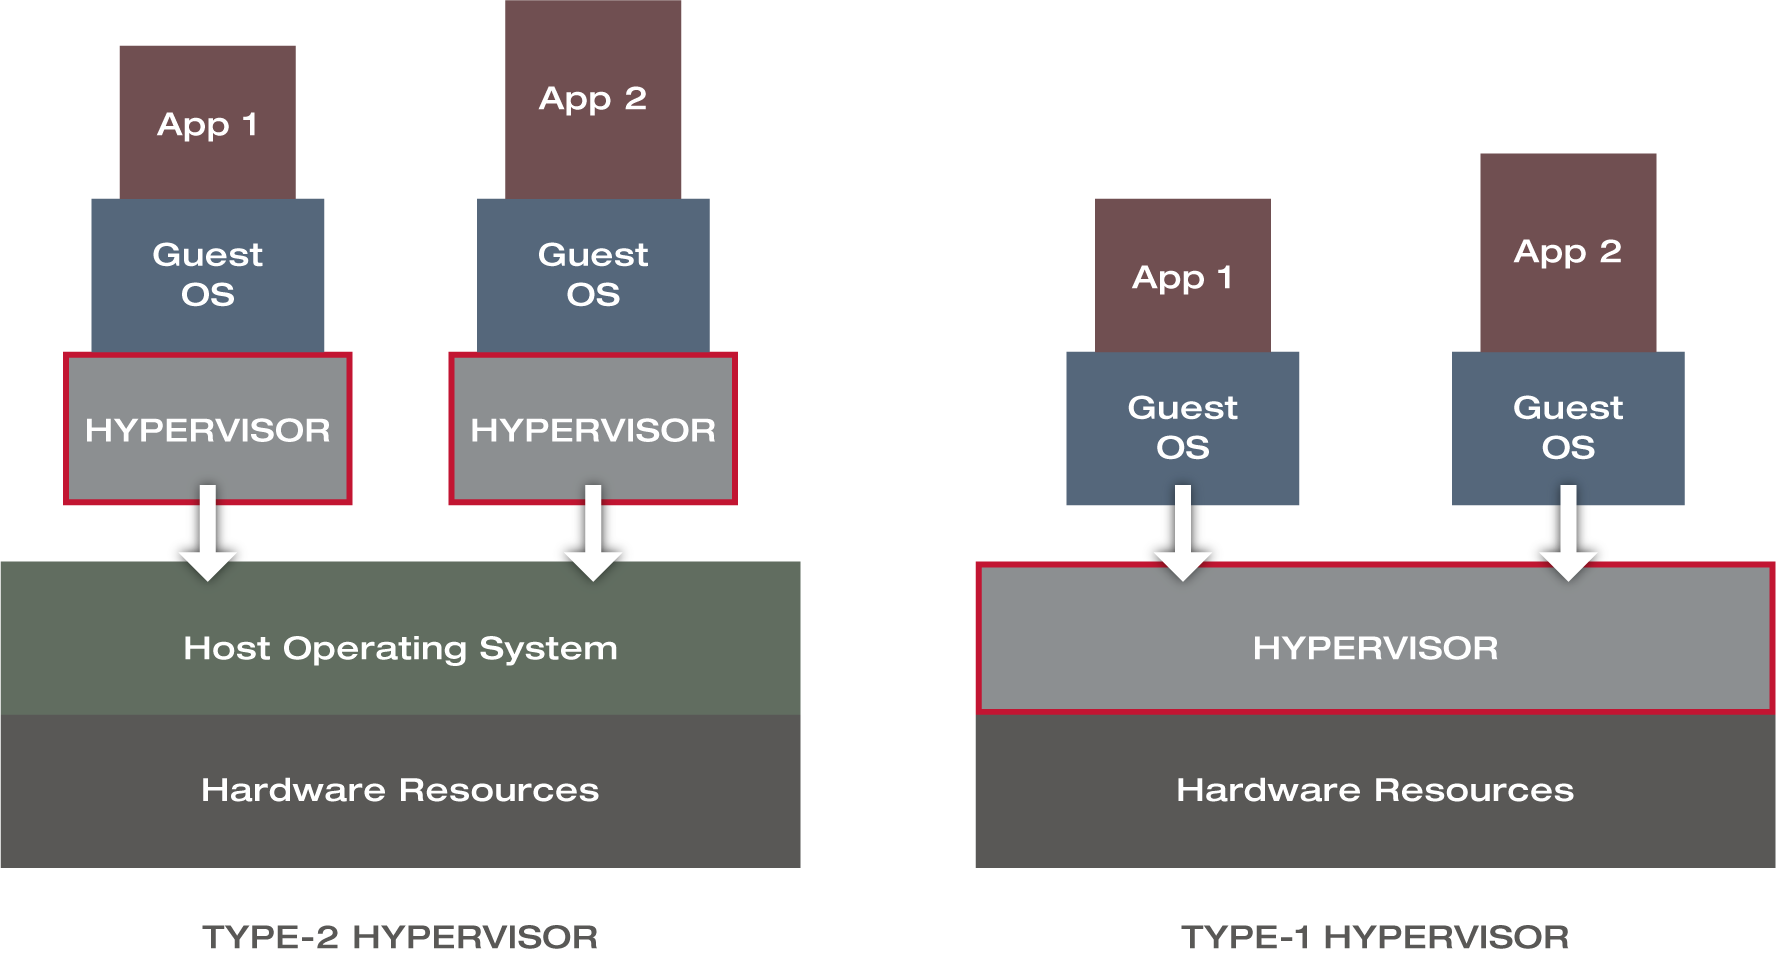 App 1
App 2
Guest
OS
Guest
OS
HYPERVISOR
HYPERVISOR
Host Operating System
Hardware Resources
TYPE-2 HYPERVISOR
App 1
App 2
Guest
OS
Guest
OS
HYPERVISOR
Hardware Resources
TYPE-1 HYPERVISOR